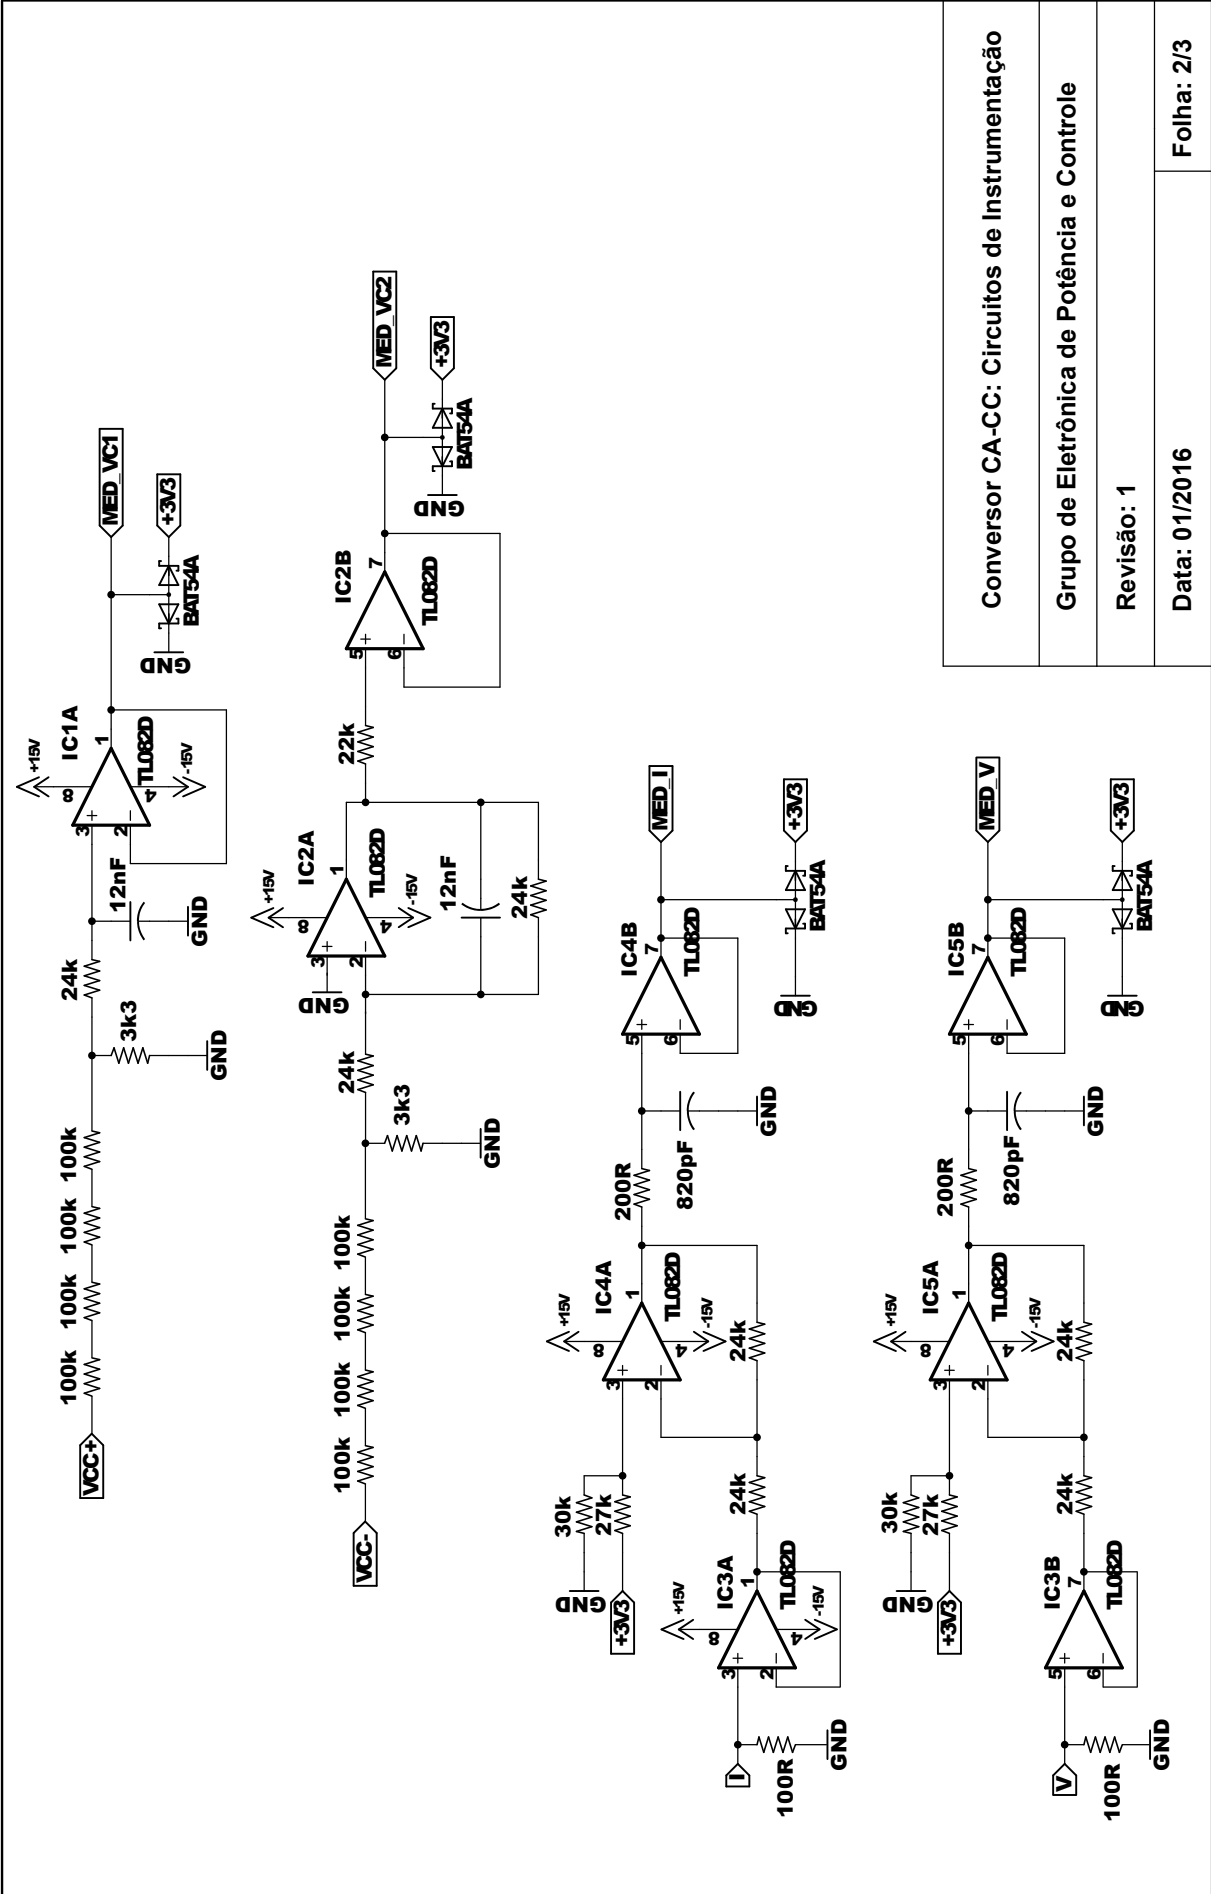 VCC+
100k
100k
100k
100k
3k3
GND
24k
12nF
GND
+15V
8
3
2
IC1A
1
TL082D
4
-15V
MED_VC1
GND
BAT54A
+3V3
VCC-
100k
100k
100k
100k
3k3
GND
24k
GND
+15V
8
3
2
IC2A
1
TL082D
4
-15V
12nF
24k
22k
5
6
IC2B
7
TL082D
MED_VC2
GND
BAT54A
+3V3
I
100R
GND
+15V
8
3
2
IC3A
1
TL082D
4
-15V
24k
GND
30k
+3V3
27k
+15V
8
3
2
IC4A
1
TL082D
4
-15V
24k
200R
820pF
GND
5
6
IC4B
7
TL082D
MED_I
GND
BAT54A
+3V3
V
100R
GND
5
6
IC3B
7
TL082D
24k
GND
30k
+3V3
27k
+15V
8
3
2
IC5A
1
TL082D
4
-15V
24k
200R
820pF
GND
5
6
IC5B
7
TL082D
MED_V
GND
BAT54A
+3V3
Conversor CA-CC: Circuitos de Instrumentação
Grupo de Eletrônica de Potência e Controle
Revisão: 1
Data: 01/2016
Folha: 2/3